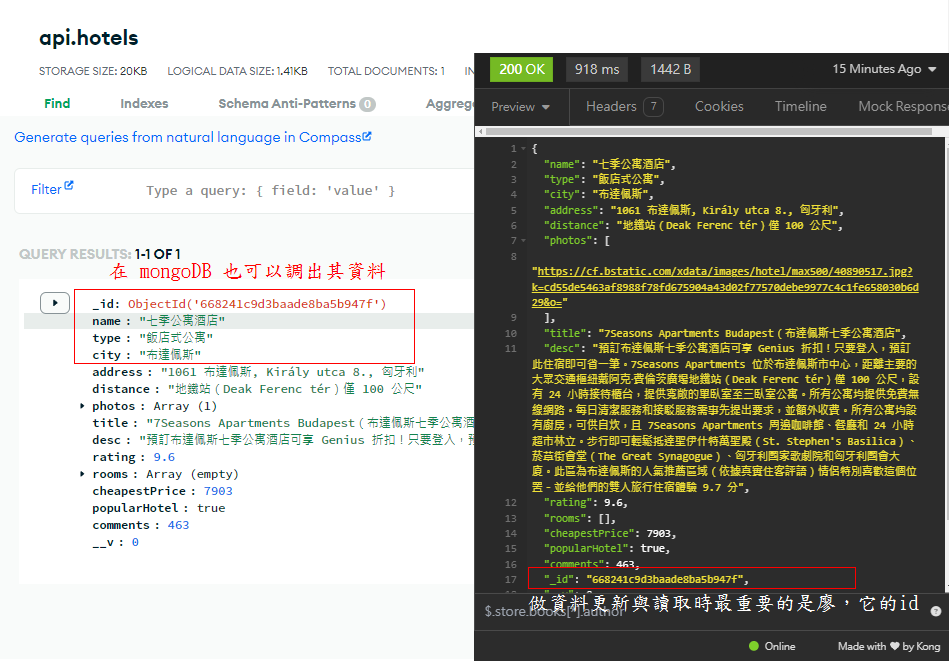 api.hotels
STORAGE SIZE: 20KB LOGICAL DATA SIZE: 1.41KB TOTAL DOCUMENTS: 1 IN
Find Indexes Schema Anti-Patterns 0 Aggreg
Generate queries from natural language in Compass
Filter Type a query: { field: 'value' }
QUERY RESULTS: 1-1 OF 1
在 mongoDB 也可以調出其資料
_id: ObjectId('668241c9d3baade8ba5b947f')
name : "七季公寓酒店"
type : "飯店式公寓"
city : "布達佩斯"
address : "1061 布達佩斯, Király utca 8., 匈牙利"
distance : "地鐵站（Deak Ferenc tér）僅 100 公尺"
photos : Array (1)
title : "7Seasons Apartments Budapest（布達佩斯七季公寓酒
desc : "預訂布達佩斯七季公寓酒店可享 Genius 折扣！只要登入，預
rating : 9.6
rooms : Array (empty)
cheapestPrice : 7903
popularHotel : true
comments : 463
__v : 0
200 OK 918 ms 1442 B 15 Minutes Ago
Preview Headers 7 Cookies Timeline Mock Respons
1 {
2 "name": "七季公寓酒店",
3 "type": "飯店式公寓",
4 "city": "布達佩斯",
5 "address": "1061 布達佩斯, Király utca 8., 匈牙利",
6 "distance": "地鐵站（Deak Ferenc tér）僅 100 公尺",
7 "photos": [
8
"https://cf.bstatic.com/xdata/images/hotel/max500/40890517.jpg?
k=cd55de5463af8988f78fd675904a43d02f77570debe9977c4c1fe658030b6d
29&o="
9 ],
10 "title": "7Seasons Apartments Budapest（布達佩斯七季公寓酒店",
11 "desc": "預訂布達佩斯七季公寓酒店可享 Genius 折扣！只要登入，預訂
此住宿即可省一筆。7Seasons Apartments 位於布達佩斯市中心，距離主要的
大眾交通樞紐戴阿克·費倫茨廣場地鐵站（Deak Ferenc tér）僅 100 公尺，設
有 24 小時接待櫃台，提供寬敞的單臥室至三臥室公寓。所有公寓均提供免費無
線網路。每日清潔服務和接駁服務需事先提出要求，並額外收費。所有公寓均設
有廚房，可供自炊，且 7Seasons Apartments 周邊咖啡館、餐廳和 24 小時
超市林立。步行即可輕鬆抵達聖伊什特萬聖殿（St. Stephen's Basilica）、
菸草街會堂（The Great Synagogue）、匈牙利國家歌劇院和匈牙利國會大
廈。此區為布達佩斯的人氣推薦區域（依據真實住客評語）情侶特別喜歡這個位
置 – 並給他們的雙人旅行住宿體驗 9.7 分",
12 "rating": 9.6,
13 "rooms": [],
14 "cheapestPrice": 7903,
15 "popularHotel": true,
16 "comments": 463,
17 "_id": "668241c9d3baade8ba5b947f",
做資料更新與讀取時最重要的是廖，它的id
$.store.books[*].author
Online Made with by Kong